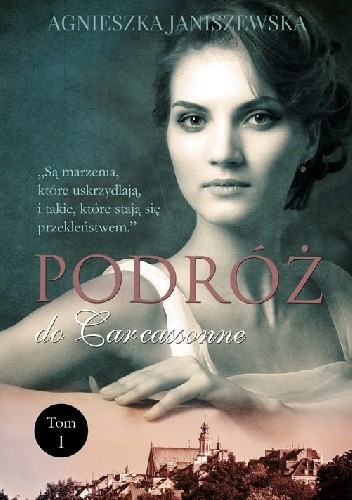 AGNIESZKA JANISZEWSKA
„Są marzenia,
które uskrzydlają,
i takie, które stają się
przekleństwem.”
PODRÓŻ
do Carcassonne
Tom
1